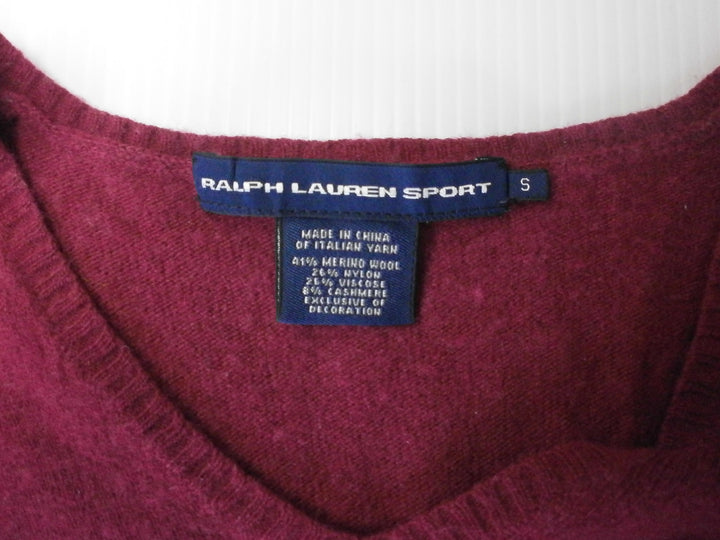 RALPH LAUREN SPORT
S
MADE IN CHINA
OF ITALIAN YARN
41% MERINO WOOL
26% NYLON
25% VISCOSE
8% CASHMERE
EXCLUSIVE OF
DECORATION